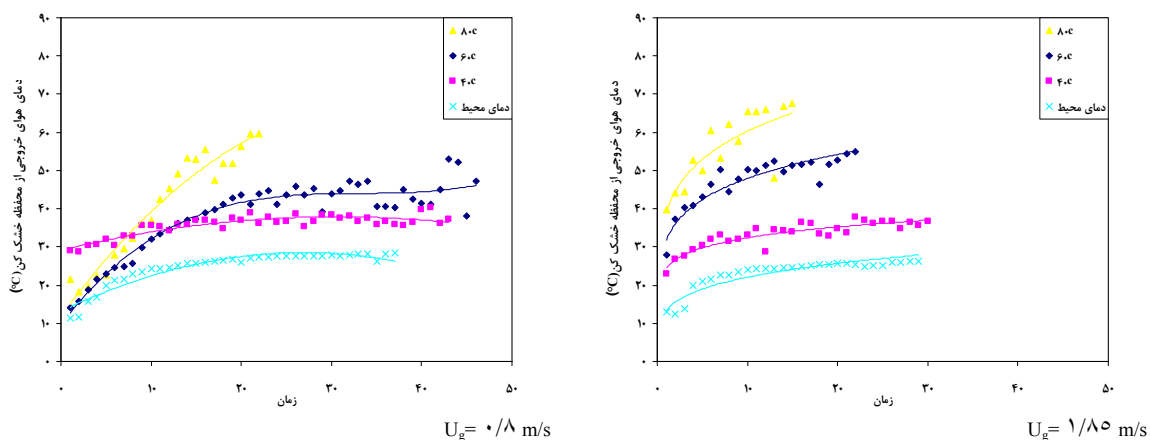 دمای هوای خروجی از محفظه خشک کن(°C)
۹۰
۸۰
۷۰
۶۰
۵۰
۴۰
۳۰
۲۰
۱۰
۰
۰ ۱۰ ۲۰ ۳۰ ۴۰ ۵۰
زمان
۸۰c
۶۰c
۴۰c
دمای محیط
Ug= ۰/۸ m/s
دمای هوای خروجی از محفظه خشک کن(°C)
۹۰
۸۰
۷۰
۶۰
۵۰
۴۰
۳۰
۲۰
۱۰
۰
۰ ۱۰ ۲۰ ۳۰ ۴۰ ۵۰
زمان
۸۰c
۶۰c
۴۰c
دمای محیط
Ug= ۱/۸۵ m/s